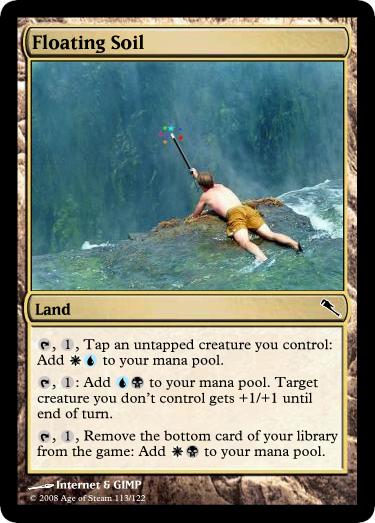 Floating Soil
Land
, 1, Tap an untapped creature you control:
Add to your mana pool.
, 1: Add to your mana pool. Target
creature you don't control gets +1/+1 until
end of turn.
, 1, Remove the bottom card of your library
from the game: Add to your mana pool.
Internet & GIMP
© 2008 Age of Steam 113/122